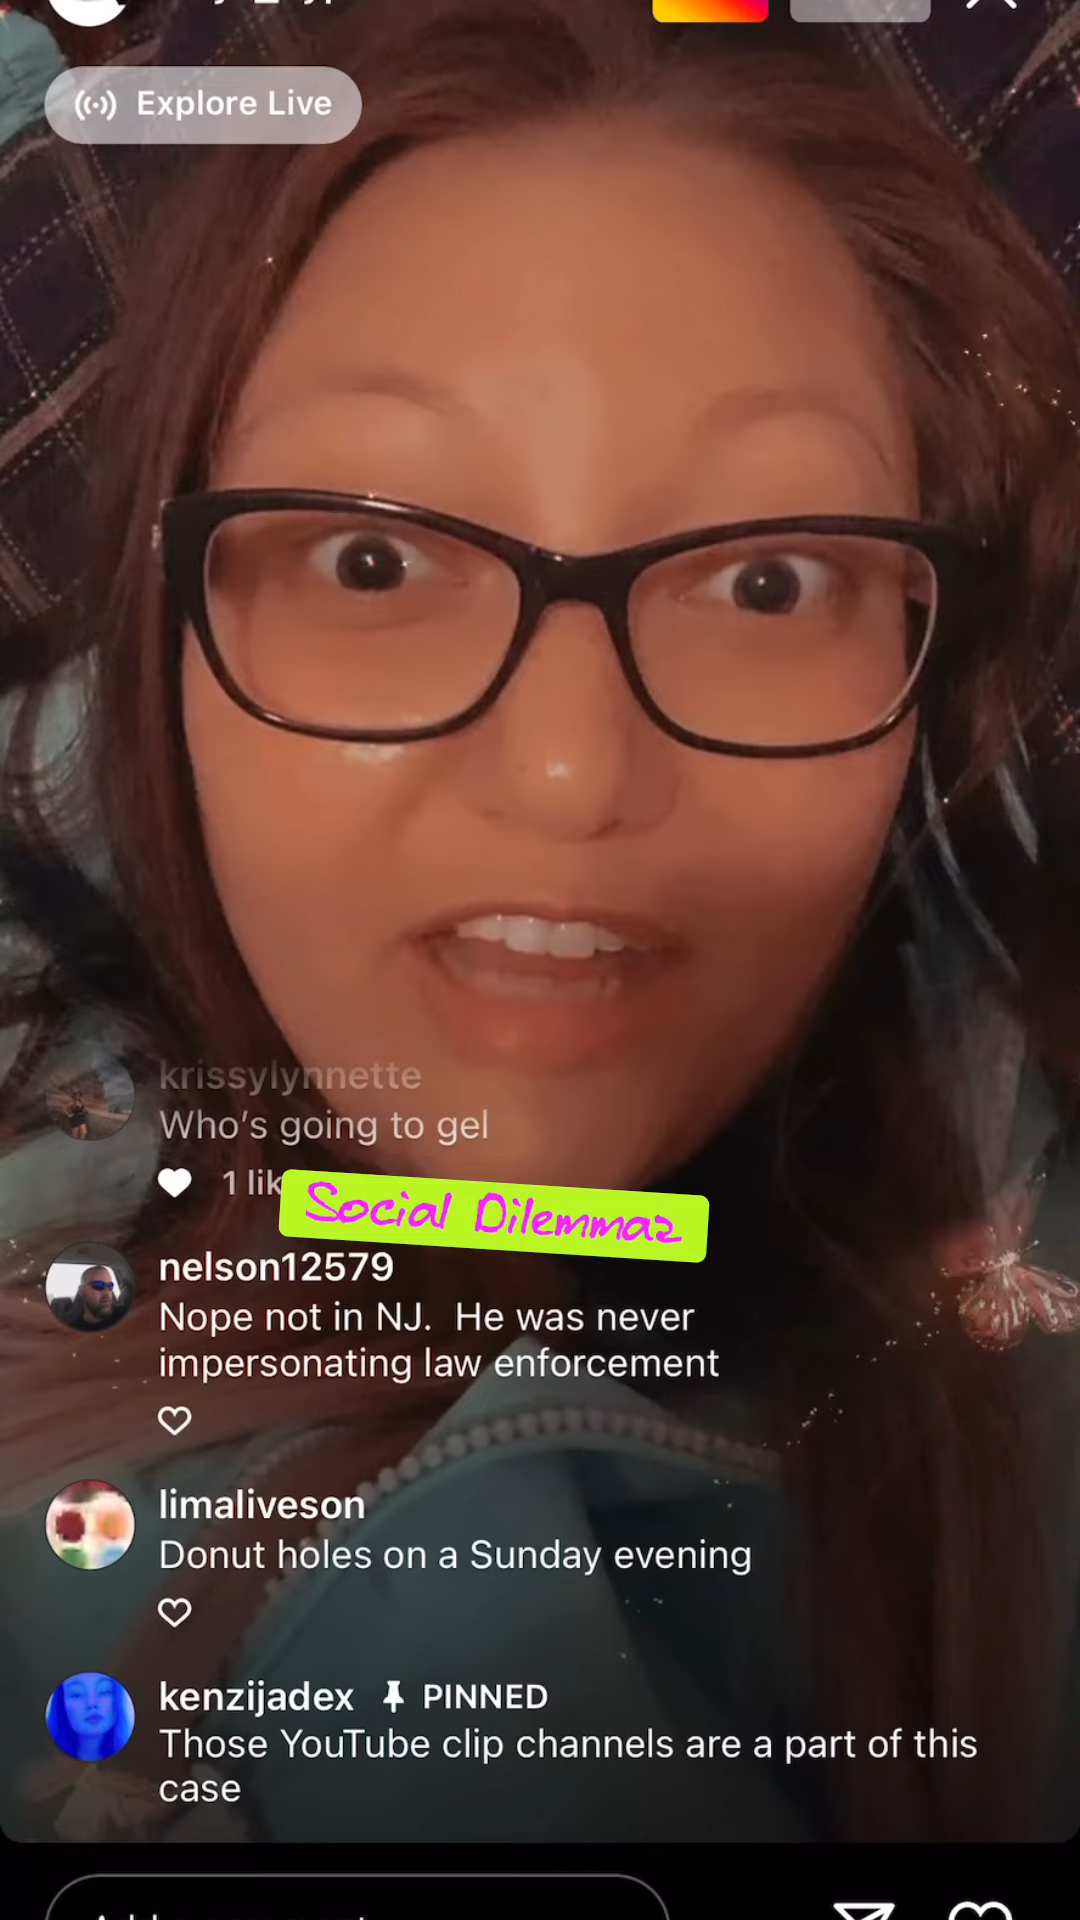 Explore Live
krissylynnette
Who's going to gel
1 lik
Social Dilemmaz
nelson12579
Nope not in NJ.  He was never
impersonating law enforcement
limaliveson
Donut holes on a Sunday evening
kenzijadex PINNED
Those YouTube clip channels are a part of this
case